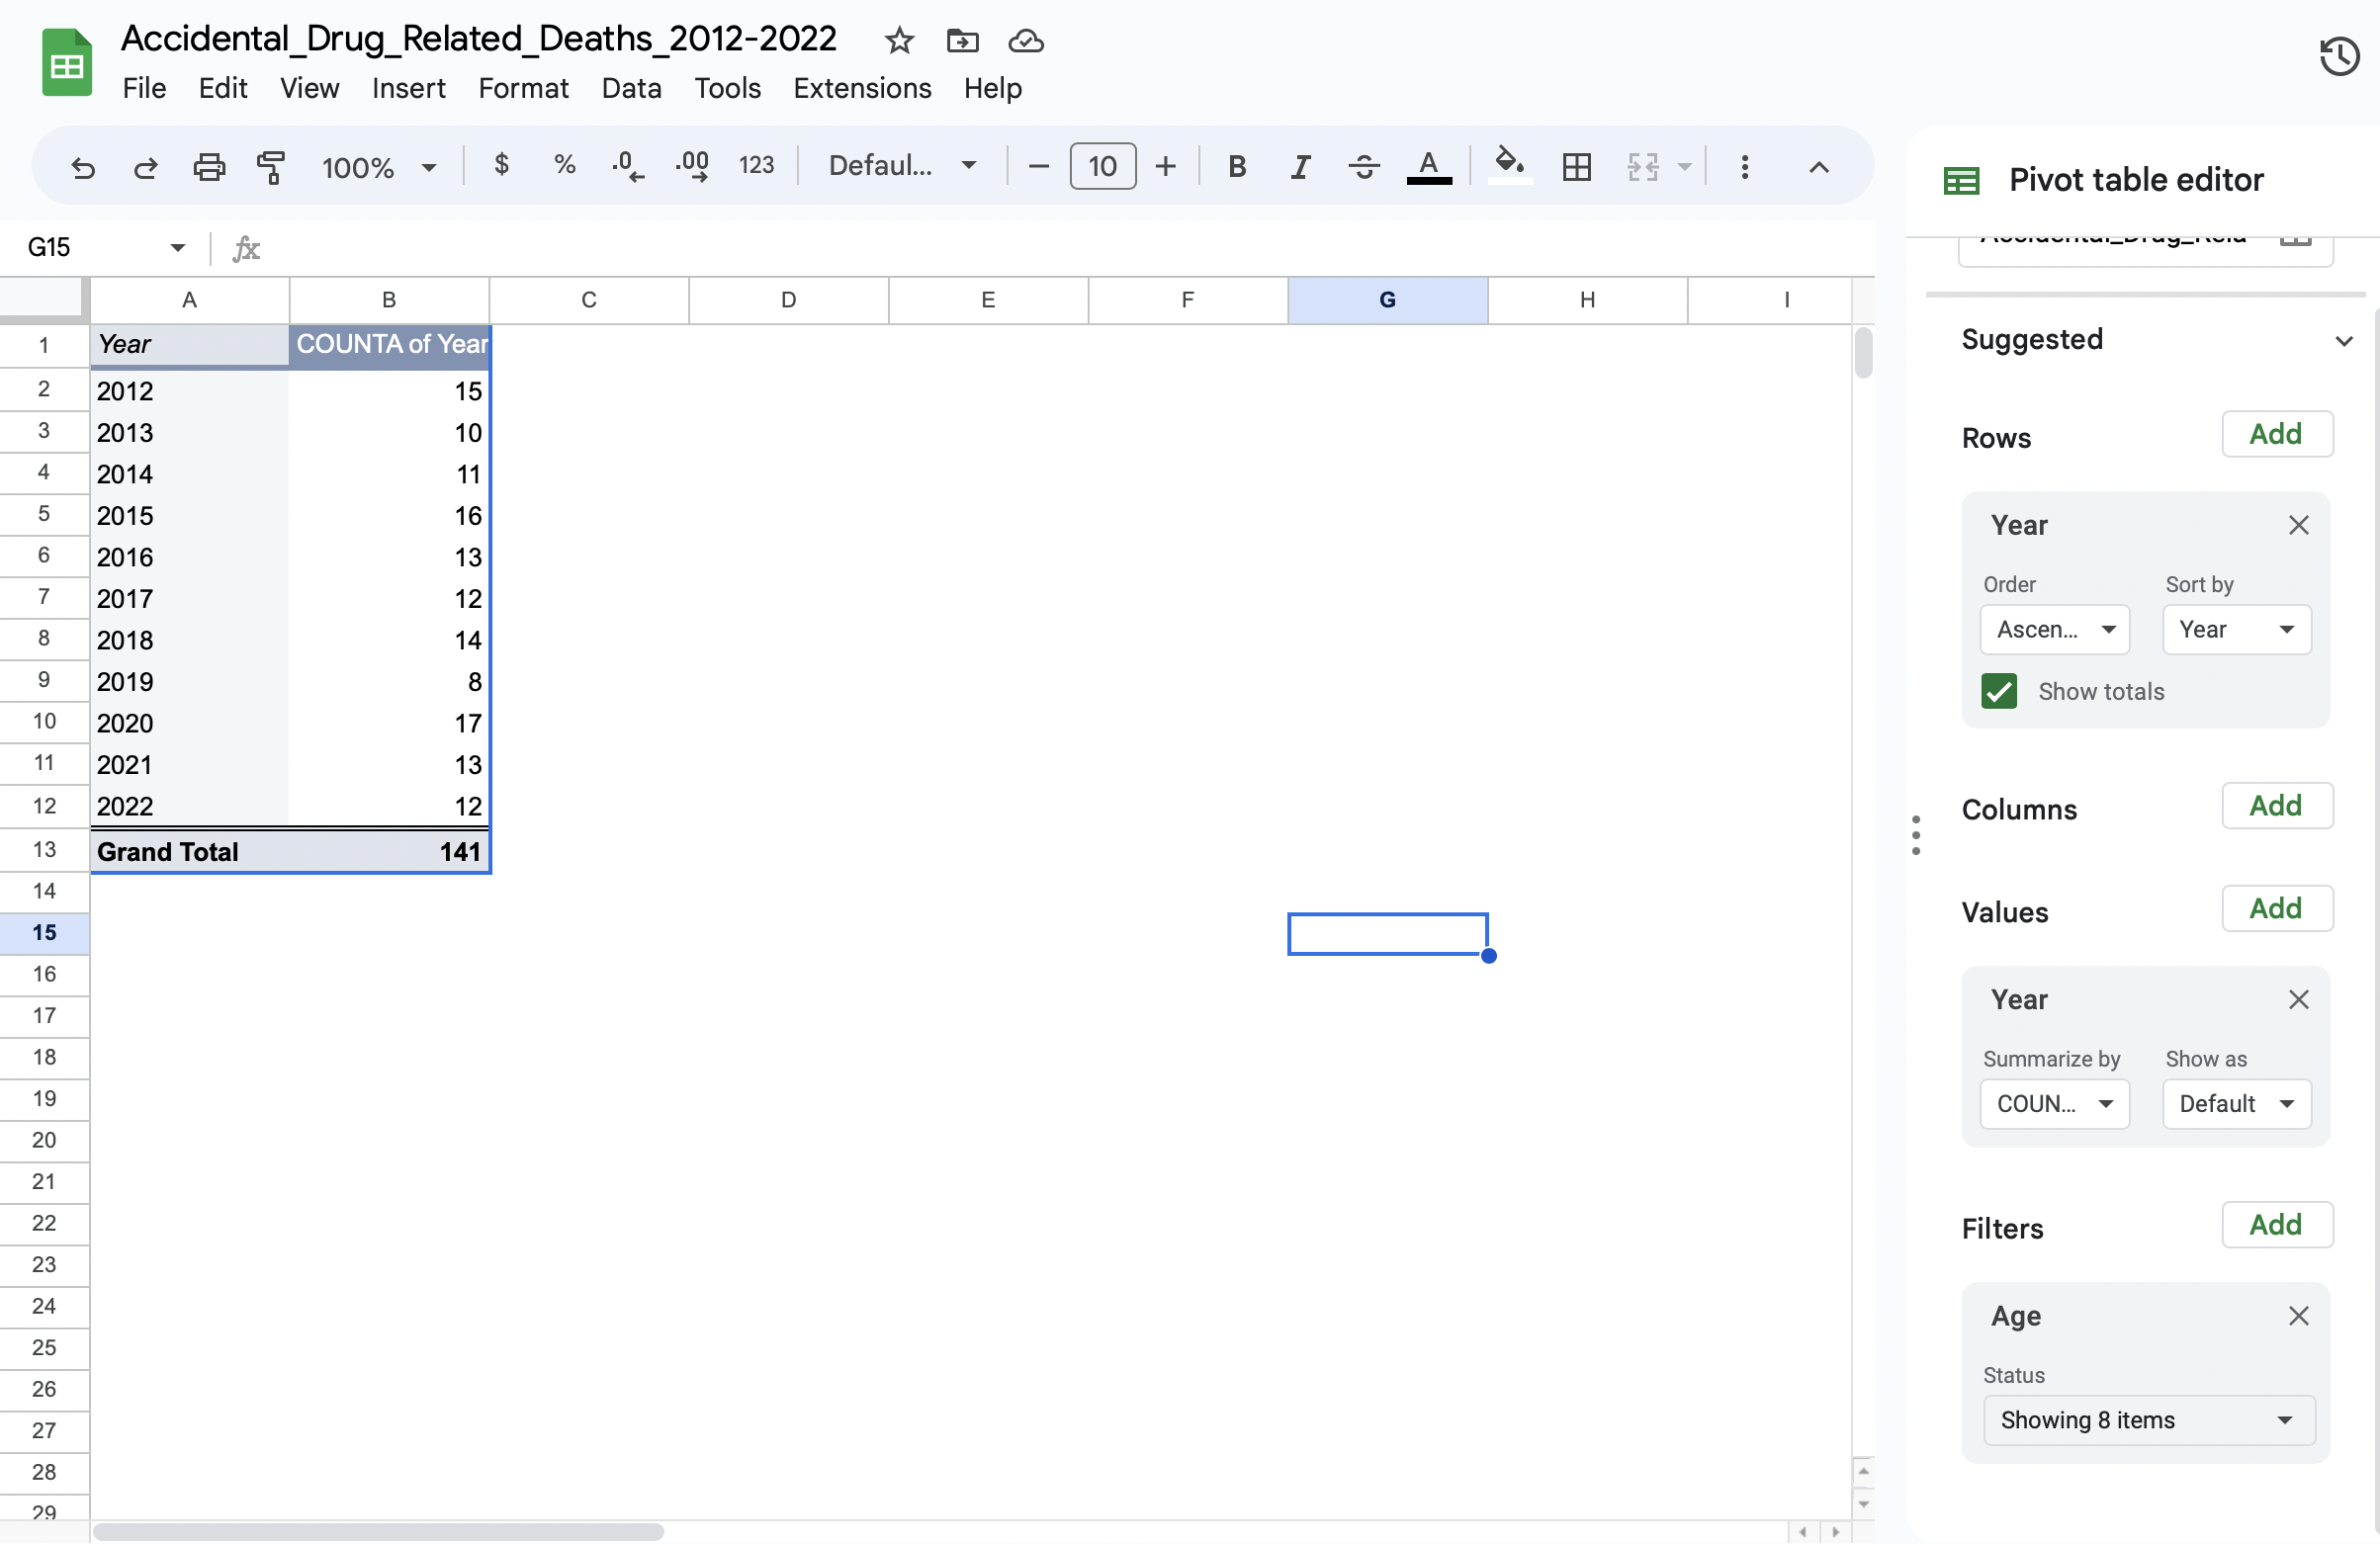 Accidental_Drug_Related_Deaths_2012-2022
File Edit View Insert Format Data Tools Extensions Help
100% $ % .0 .00 123 Defaul... − 10 + B I A
Pivot table editor
G15 fx
Accidental_Drug_Rela
A B C D E F G H I
Suggested
1 Year COUNTA of Year
2 2012 15
3 2013 10
4 2014 11
5 2015 16
6 2016 13
7 2017 12
8 2018 14
9 2019 8
10 2020 17
11 2021 13
12 2022 12
13 Grand Total 141
14
15
16
17
18
19
20
21
22
23
24
25
26
27
28
29
Rows Add
Year
Order Sort by
Ascen... Year
Show totals
Columns Add
Values Add
Year
Summarize by Show as
COUN... Default
Filters Add
Age
Status
Showing 8 items